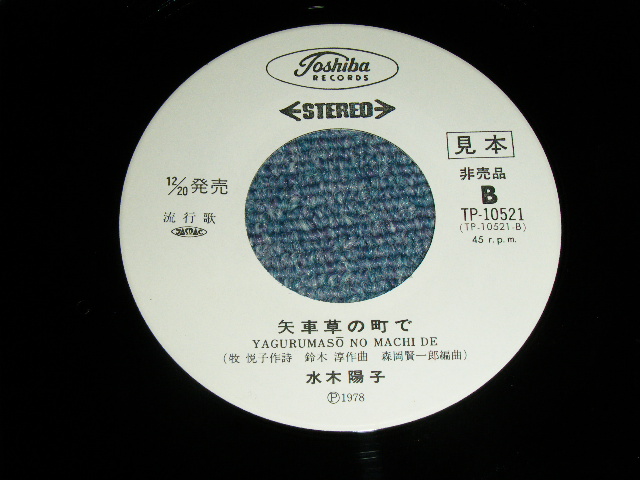 Toshiba
RECORDS
STEREO
見本
非売品
B
TP-10521
(TP-10521-B)
45 r.p.m.
12/20 発売
流行歌
JASRAC
矢車草の町で
YAGURUMASŌ NO MACHI DE
(牧 悦子作詩 鈴木 淳作曲 森岡賢一郎編曲)
水木陽子
Ⓟ1978